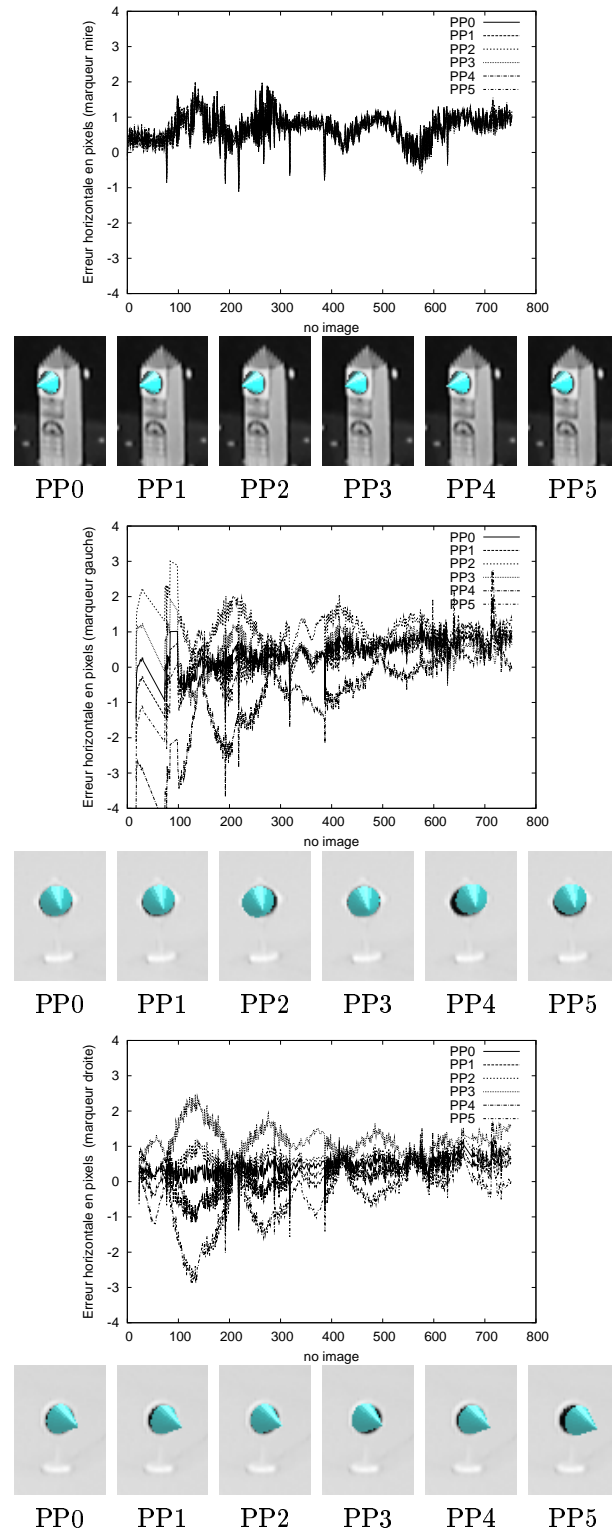 Erreur horizontale en pixels (marqueur mire)
4
3
2
1
0
-1
-2
-3
-4
0 100 200 300 400 500 600 700 800
no image
PP0
PP1
PP2
PP3
PP4
PP5
PP0 PP1 PP2 PP3 PP4 PP5
Erreur horizontale en pixels (marqueur gauche)
4
3
2
1
0
-1
-2
-3
-4
0 100 200 300 400 500 600 700 800
no image
PP0
PP1
PP2
PP3
PP4
PP5
PP0 PP1 PP2 PP3 PP4 PP5
Erreur horizontale en pixels (marqueur droite)
4
3
2
1
0
-1
-2
-3
-4
0 100 200 300 400 500 600 700 800
no image
PP0
PP1
PP2
PP3
PP4
PP5
PP0 PP1 PP2 PP3 PP4 PP5